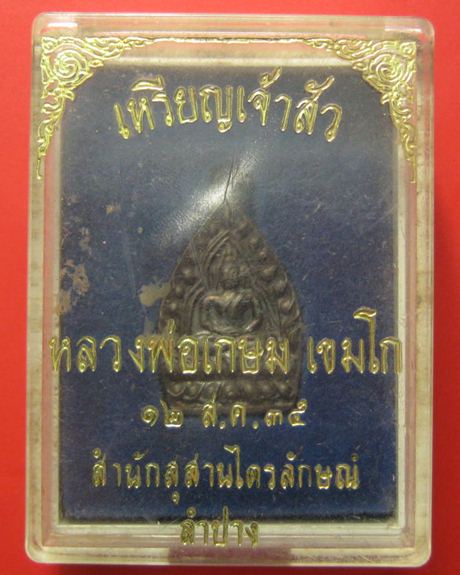 เหรียญเจ้าสัว
หลวงพ่อเกษม เขมโก
๑๒ ส.ค.๓๕
สำนักสุสานไตรลักษณ์
ลำปาง